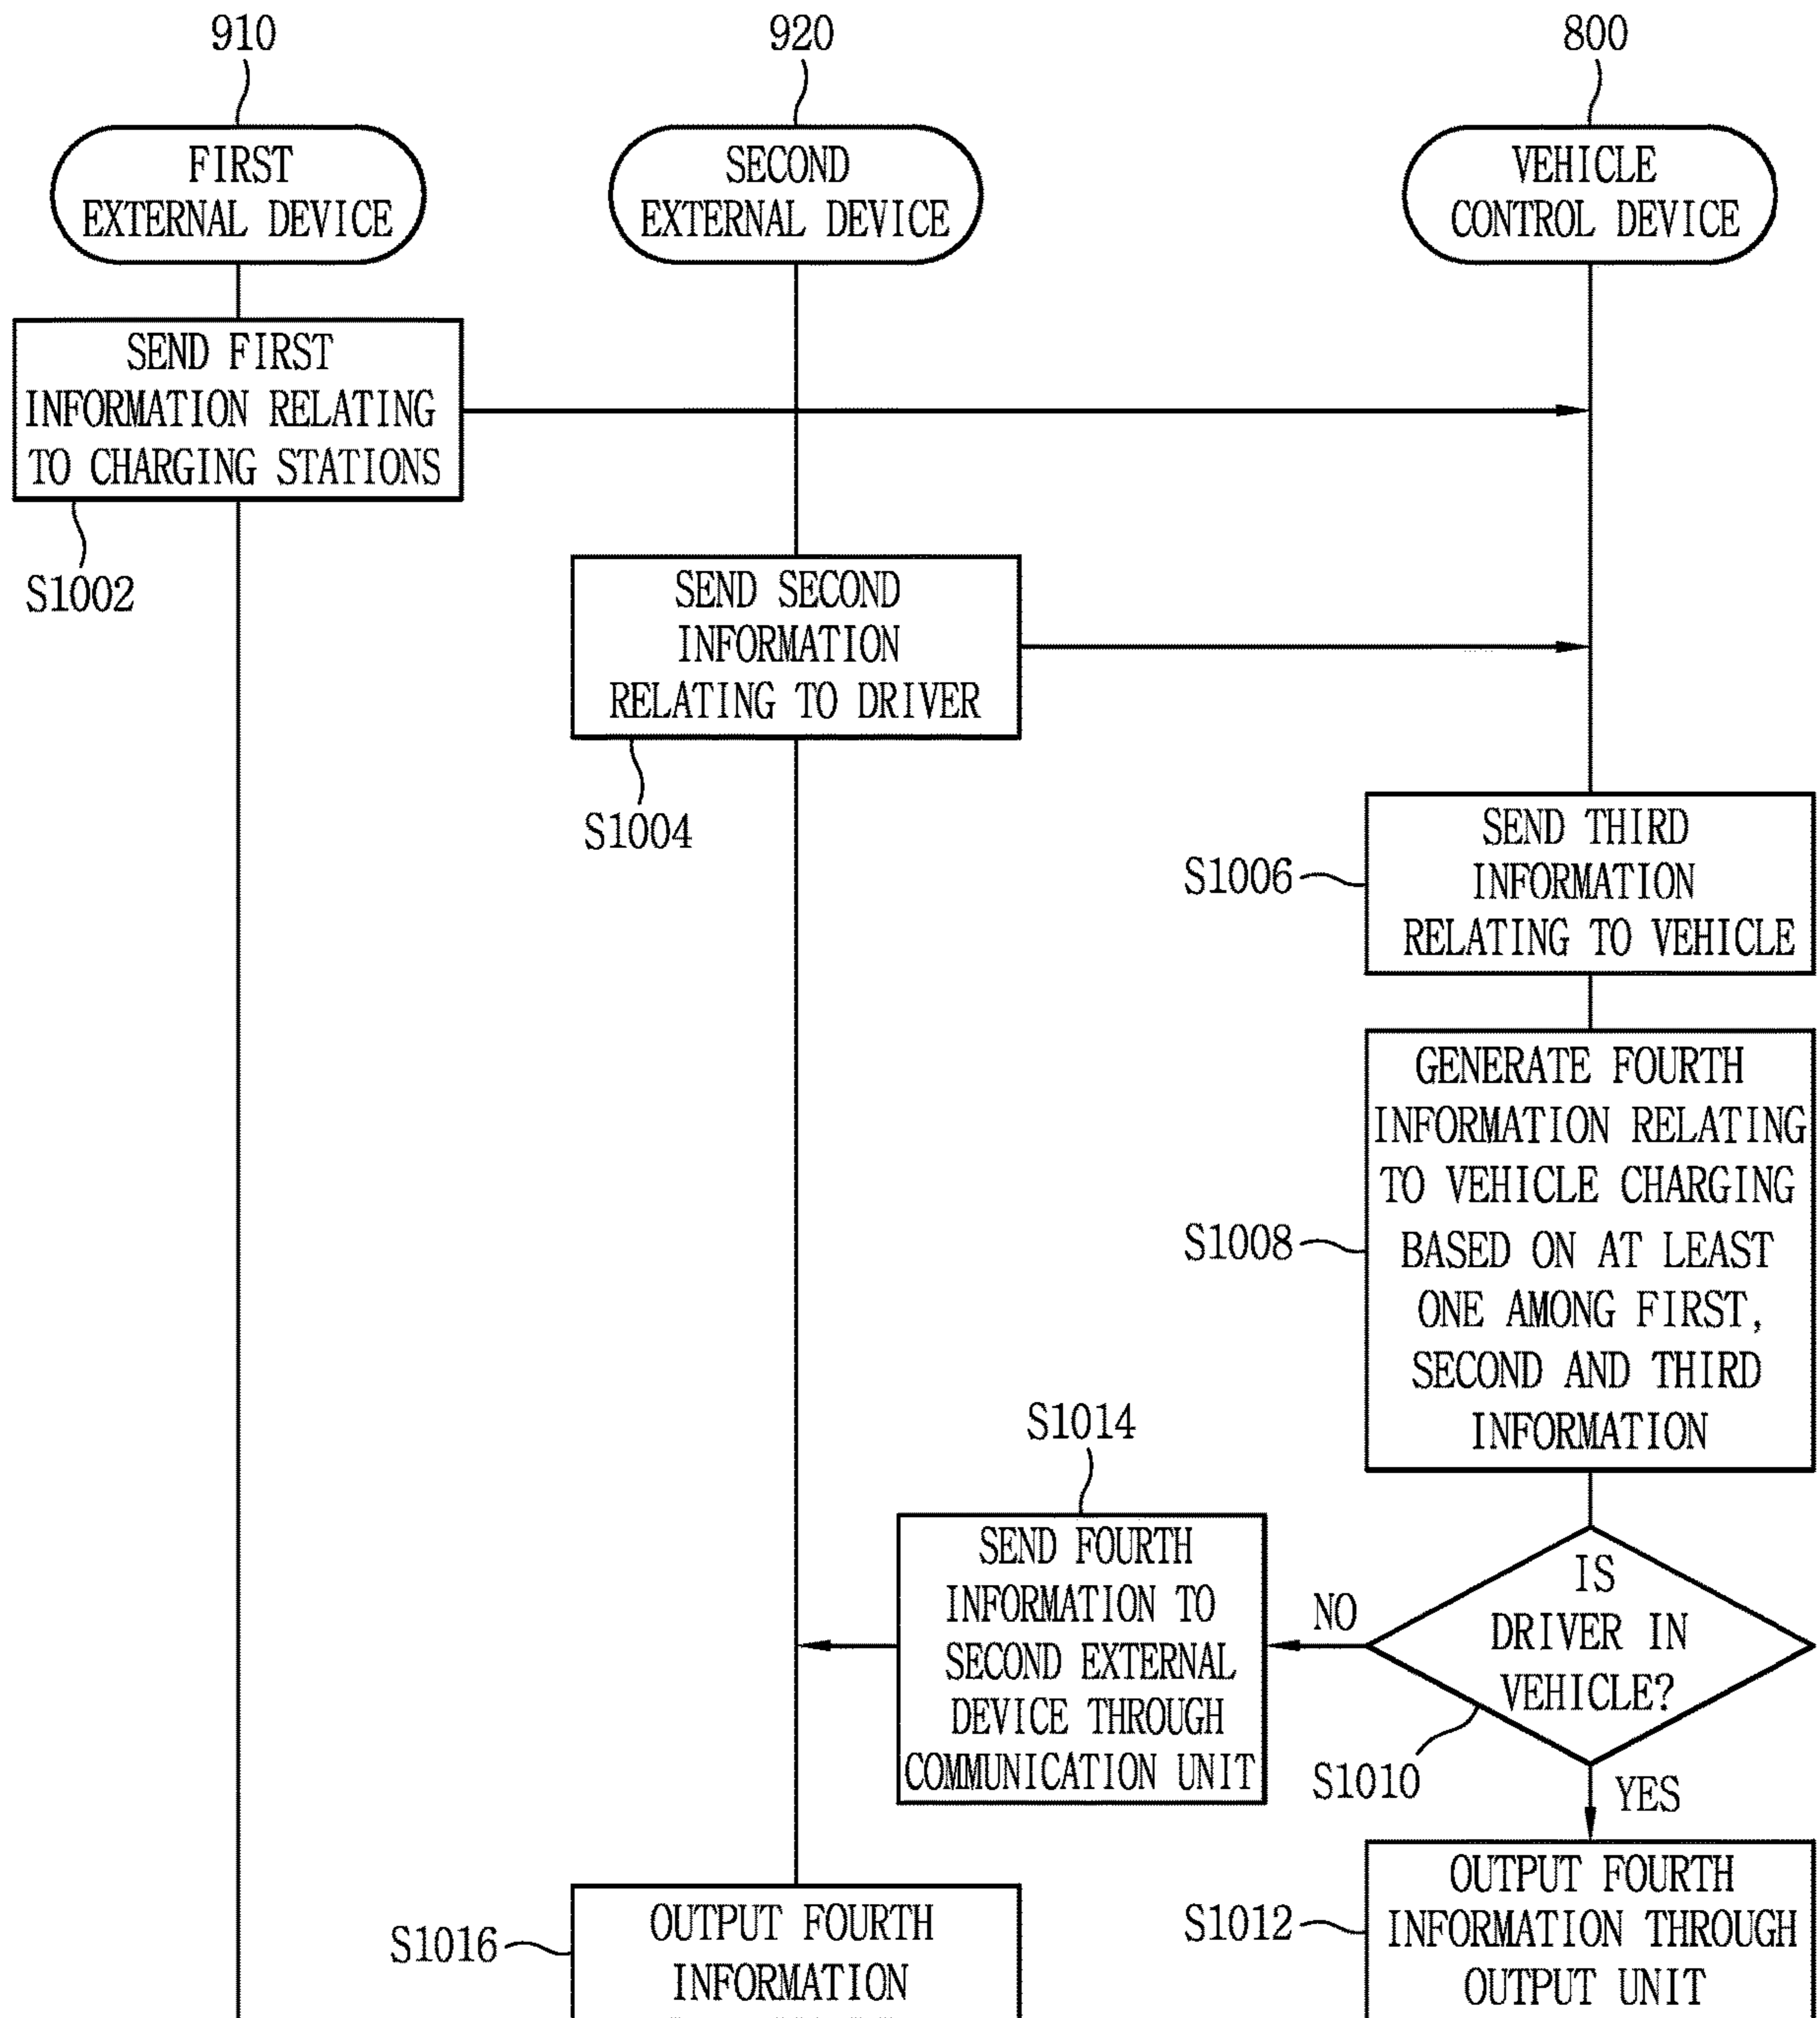 910
920
800
FIRST
EXTERNAL DEVICE
SECOND
EXTERNAL DEVICE
VEHICLE
CONTROL DEVICE
SEND FIRST
INFORMATION RELATING
TO CHARGING STATIONS
S1002
SEND SECOND
INFORMATION
RELATING TO DRIVER
S1004
SEND THIRD
INFORMATION
RELATING TO VEHICLE
S1006
GENERATE FOURTH
INFORMATION RELATING
TO VEHICLE CHARGING
BASED ON AT LEAST
ONE AMONG FIRST,
SECOND AND THIRD
INFORMATION
S1008
S1014
SEND FOURTH
INFORMATION TO
SECOND EXTERNAL
DEVICE THROUGH
COMMUNICATION UNIT
NO
IS
DRIVER IN
VEHICLE?
S1010
YES
S1016
OUTPUT FOURTH
INFORMATION
S1012
OUTPUT FOURTH
INFORMATION THROUGH
OUTPUT UNIT